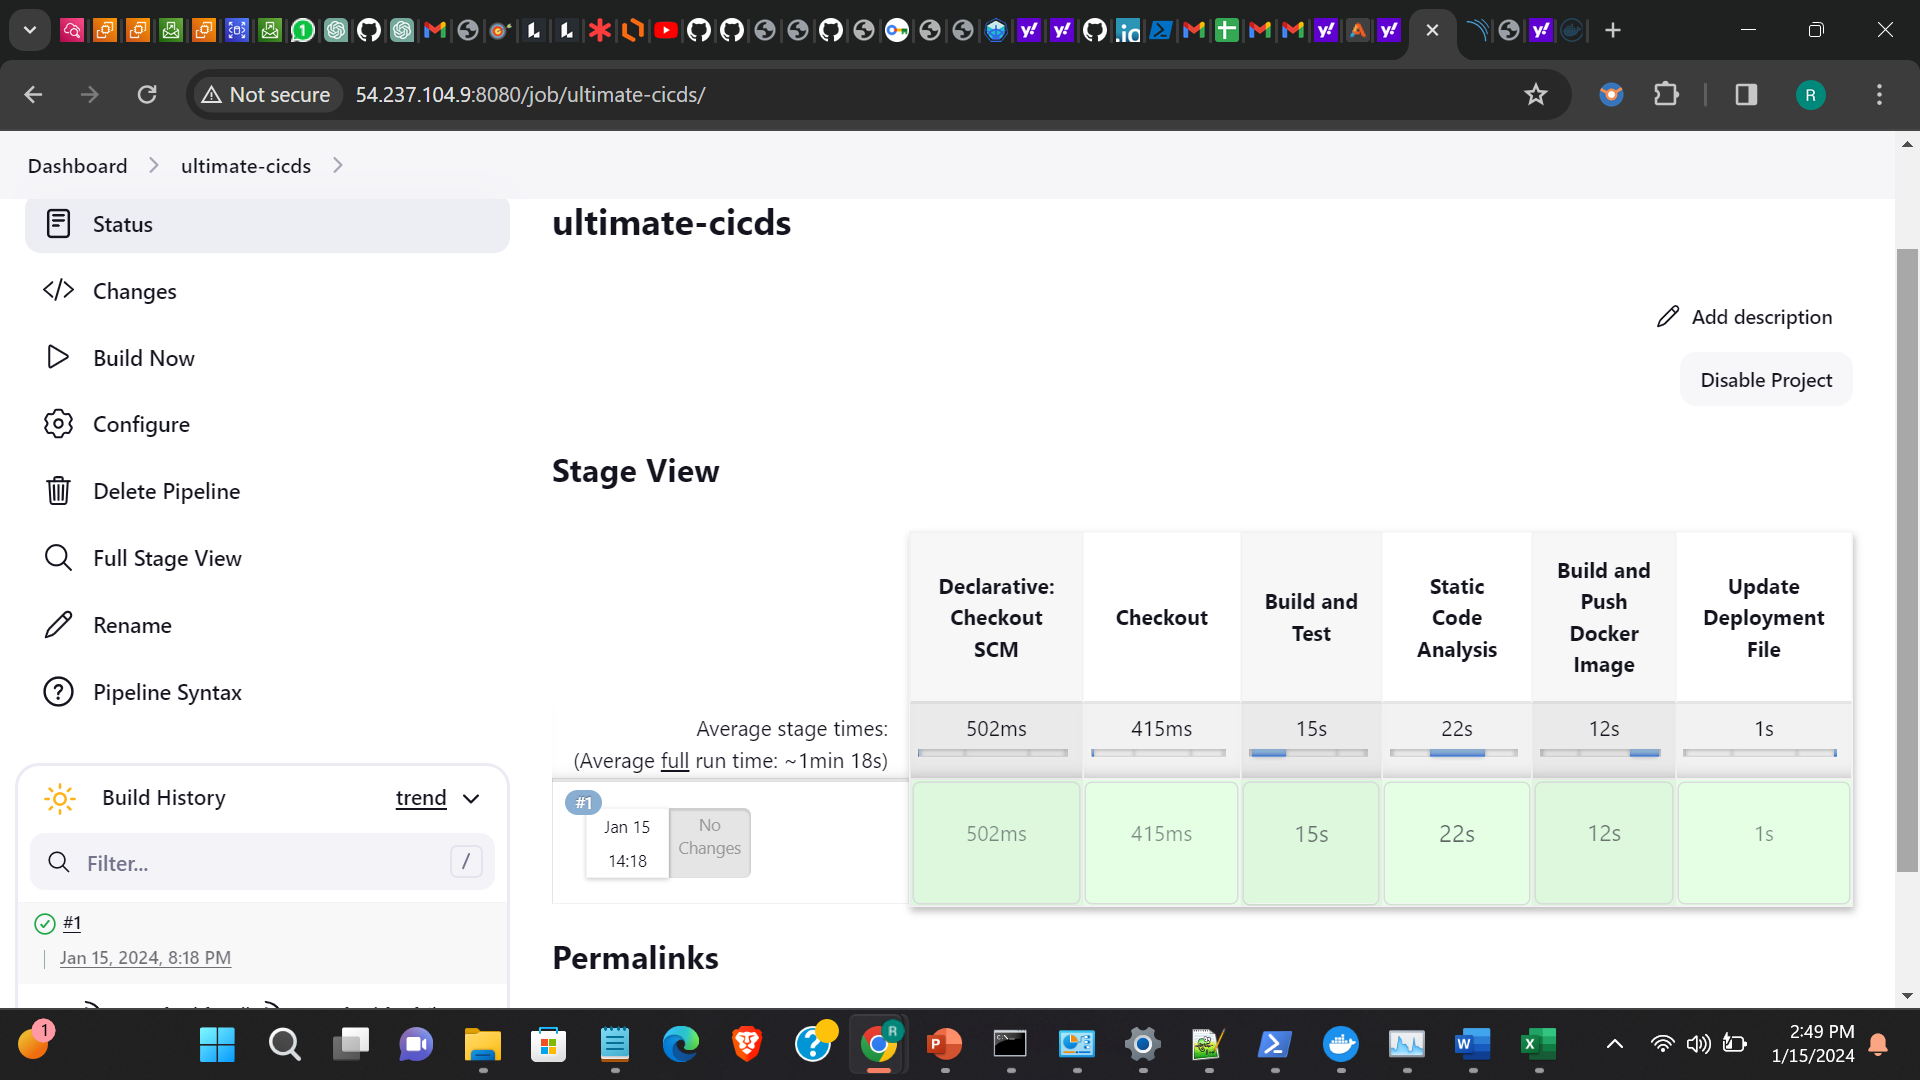 Not secure
54.237.104.9:8080/job/ultimate-cicds/
R
Dashboard
ultimate-cicds
Status
Changes
Build Now
Configure
Delete Pipeline
Full Stage View
Rename
Pipeline Syntax
Build History
trend
Filter...
/
#1
Jan 15, 2024, 8:18 PM
ultimate-cicds
Add description
Disable Project
Stage View
Declarative: Checkout SCM
Checkout
Build and Test
Static Code Analysis
Build and Push Docker Image
Update Deployment File
Average stage times:
(Average full run time: ~1min 18s)
502ms
415ms
15s
22s
12s
1s
#1
Jan 15
14:18
No Changes
502ms
415ms
15s
22s
12s
1s
Permalinks
1
R
2:49 PM
1/15/2024